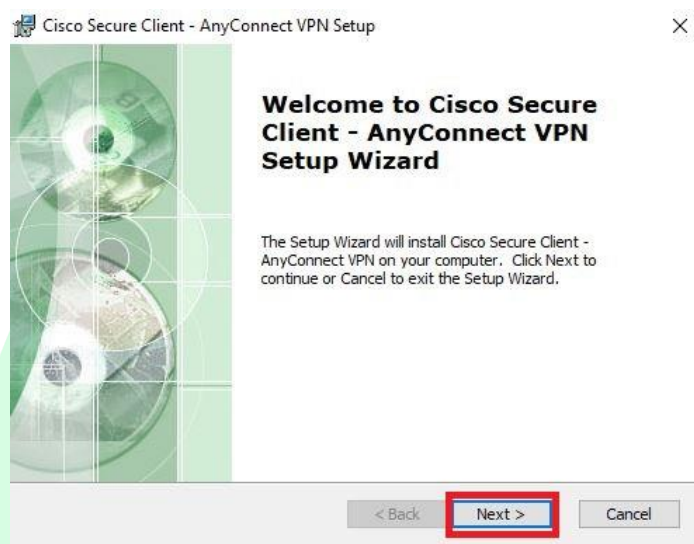 Cisco Secure Client - AnyConnect VPN Setup
Welcome to Cisco Secure
Client - AnyConnect VPN
Setup Wizard
The Setup Wizard will install Cisco Secure Client -
AnyConnect VPN on your computer. Click Next to
continue or Cancel to exit the Setup Wizard.
< Back Next > Cancel